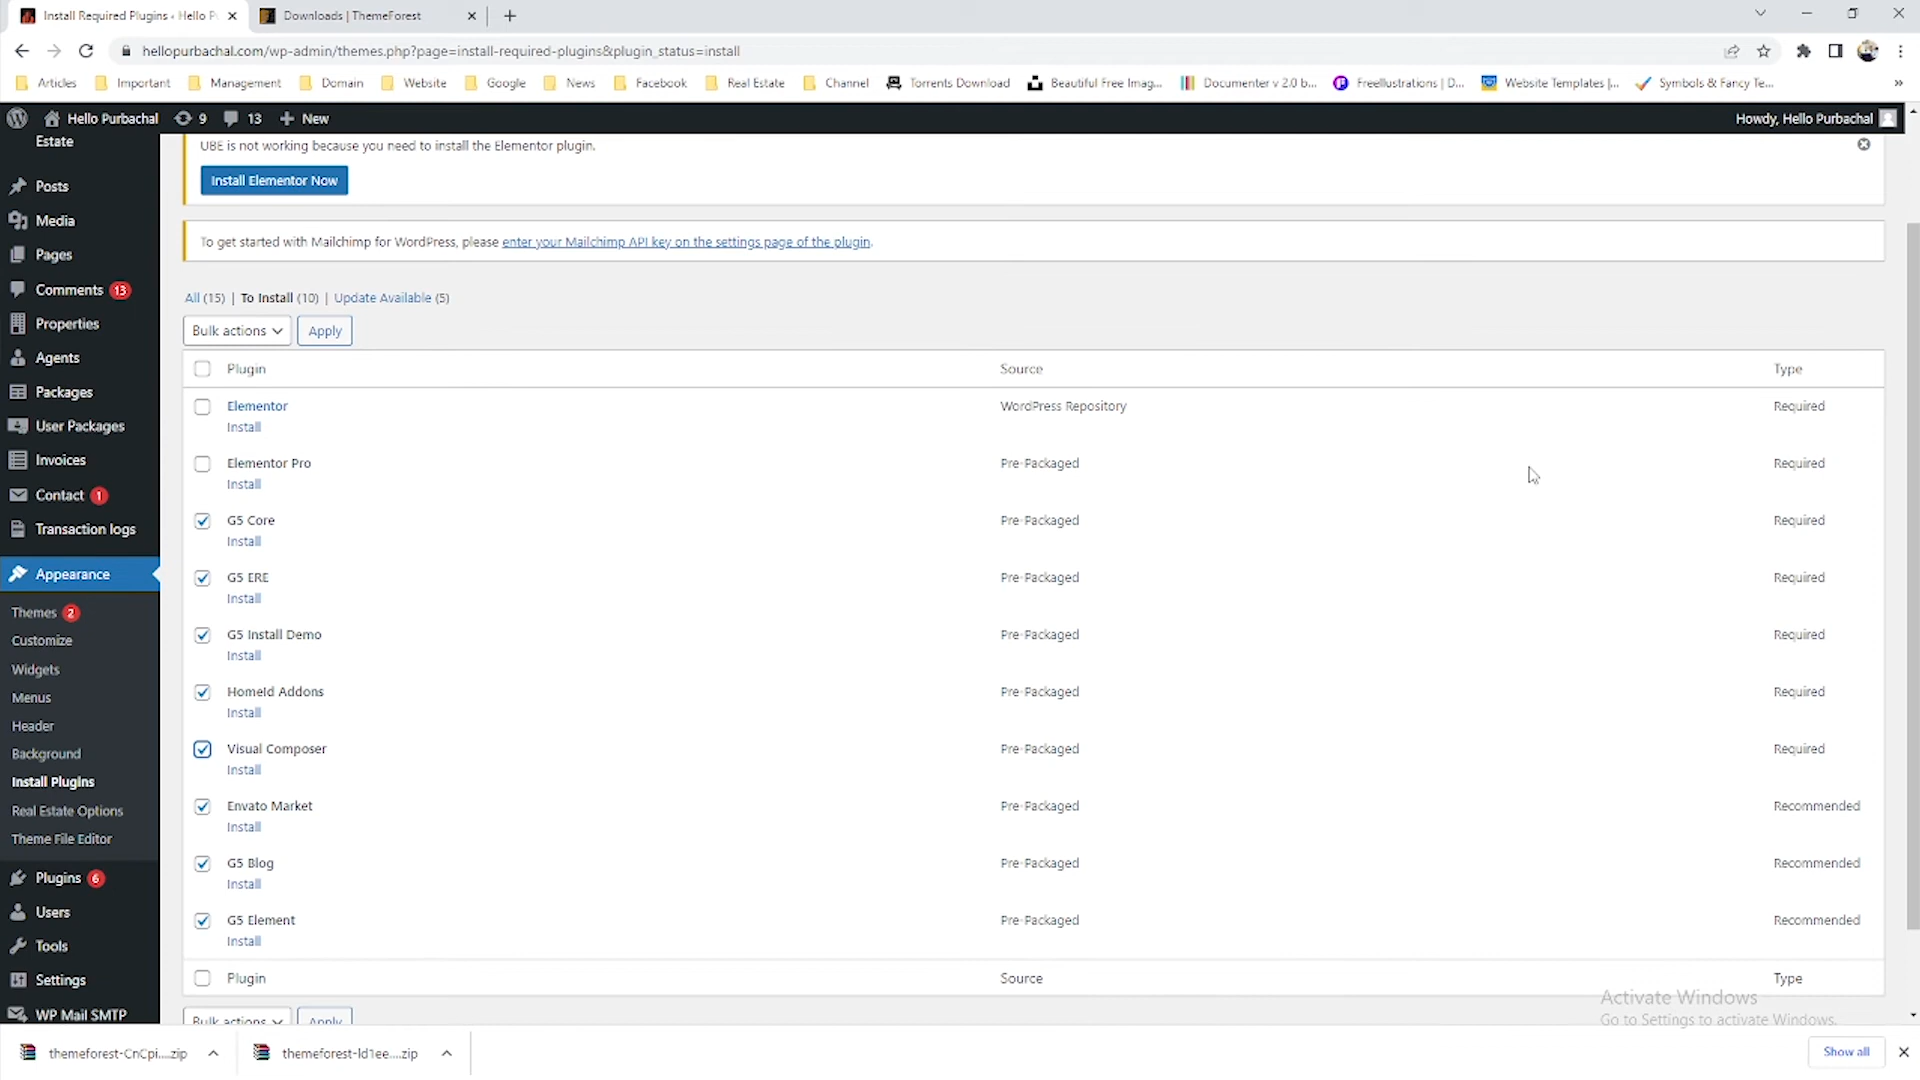 Install Required Plugins ‹ Hello P
Downloads | ThemeForest
hellopurbachal.com/wp-admin/themes.php?page=install-required-plugins&plugin_status=install
Articles
Important
Management
Domain
Website
Google
News
Facebook
Real Estate
Channel
Torrents Download
Beautiful Free Imag...
Documenter v 2.0 b...
Freellustrations | D...
Website Templates |...
Symbols & Fancy Te...
Hello Purbachal
9
13
New
Howdy, Hello Purbachal
Estate
Posts
Media
Pages
Comments 13
Properties
Agents
Packages
User Packages
Invoices
Contact 1
Transaction logs
Appearance
Themes 2
Customize
Widgets
Menus
Header
Background
Install Plugins
Real Estate Options
Theme File Editor
Plugins 6
Users
Tools
Settings
WP Mail SMTP
UBE is not working because you need to install the Elementor plugin.
Install Elementor Now
To get started with Mailchimp for WordPress, please enter your Mailchimp API key on the settings page of the plugin.
All (15) | To Install (10) | Update Available (5)
Bulk actions Apply
Plugin Source Type
Elementor WordPress Repository Required
Install
Elementor Pro Pre-Packaged Required
Install
G5 Core Pre-Packaged Required
Install
G5 ERE Pre-Packaged Required
Install
G5 Install Demo Pre-Packaged Required
Install
HomeId Addons Pre-Packaged Required
Install
Visual Composer Pre-Packaged Required
Install
Envato Market Pre-Packaged Recommended
Install
G5 Blog Pre-Packaged Recommended
Install
G5 Element Pre-Packaged Recommended
Install
Plugin Source Type
Bulk actions Apply
Activate Windows
Go to Settings to activate Windows.
themeforest-CnCpi....zip
themeforest-ld1ee....zip
Show all